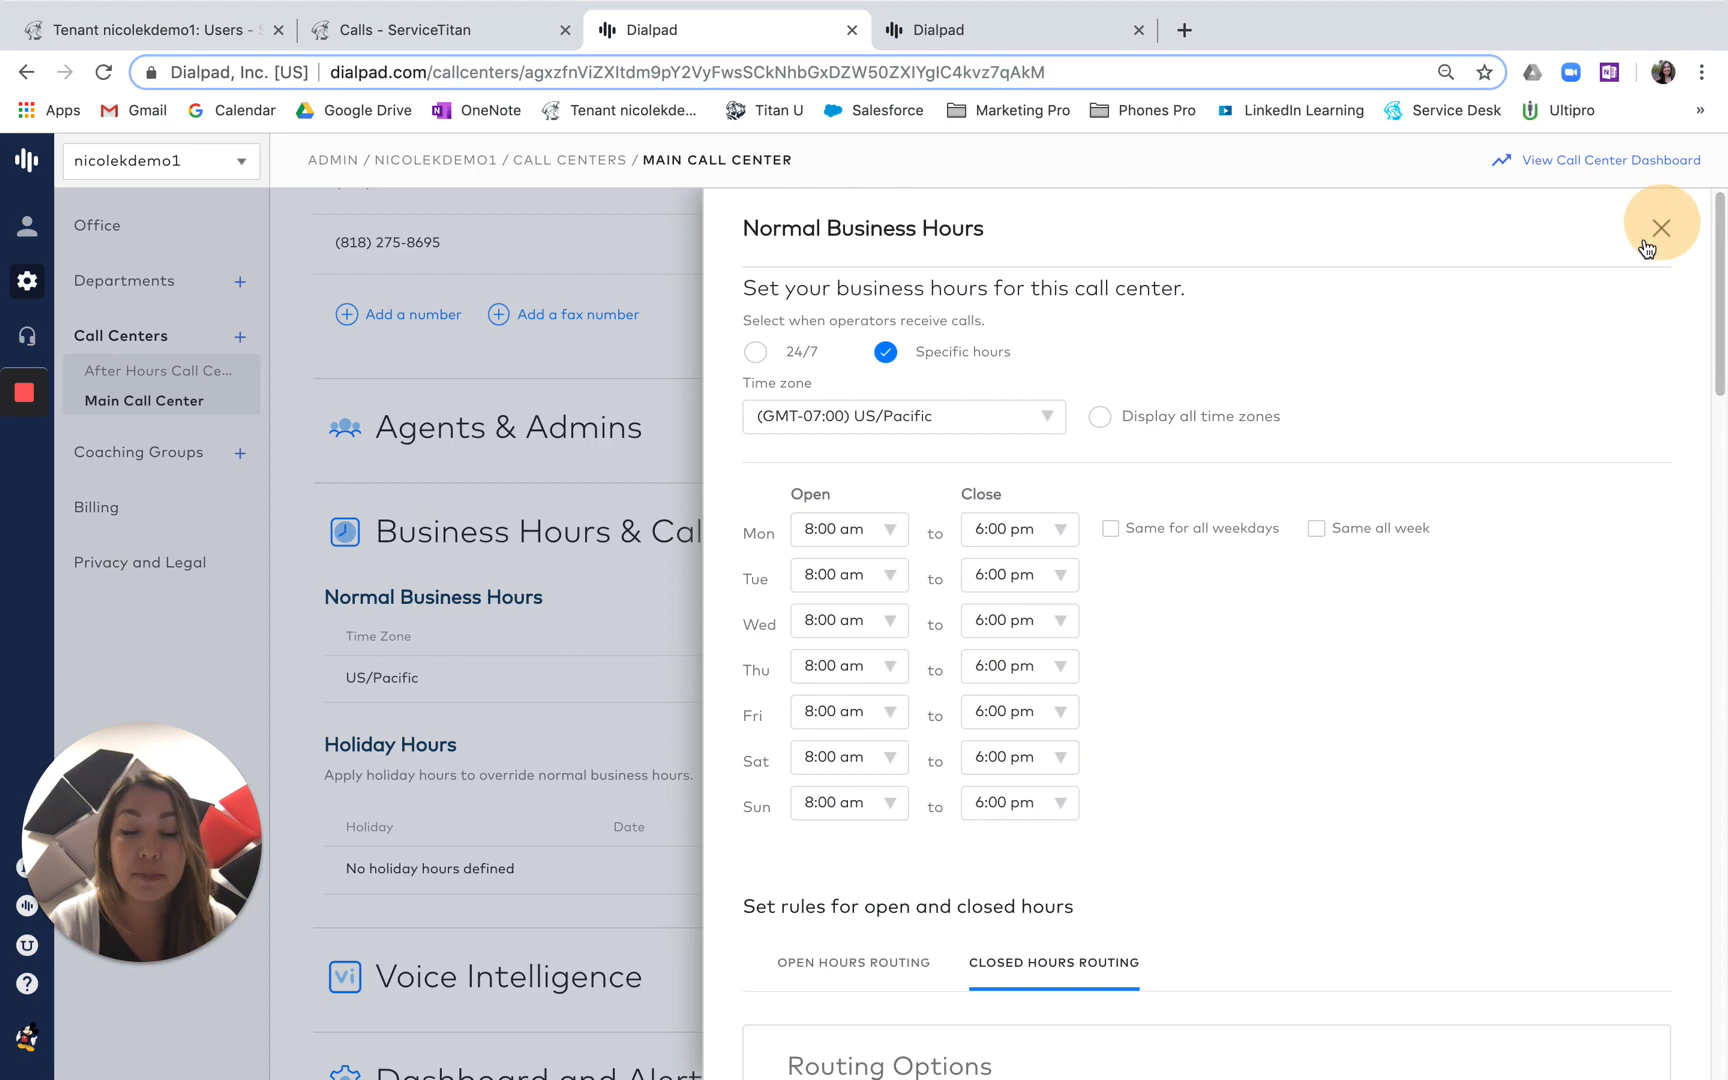 Tenant nicolekdemo1: Users -
Calls - ServiceTitan
Dialpad
Dialpad
Dialpad, Inc. [US] | dialpad.com/callcenters/agxzfnViZXItdm9pY2VyFwsSCkNhbGxDZW50ZXIYgIC4kvz7qAkM
Apps
Gmail
Calendar
Google Drive
OneNote
Tenant nicolekde...
Titan U
Salesforce
Marketing Pro
Phones Pro
LinkedIn Learning
Service Desk
Ultipro
»
nicolekdemo1
ADMIN / NICOLEKDEMO1 / CALL CENTERS / MAIN CALL CENTER
View Call Center Dashboard
Office
Departments +
Call Centers +
After Hours Call Ce...
Main Call Center
Coaching Groups +
Billing
Privacy and Legal
(818) 275-8695
Add a number
Add a fax number
Agents & Admins
Business Hours & Cal
Normal Business Hours
Time Zone
US/Pacific
Holiday Hours
Apply holiday hours to override normal business hours.
Holiday Date
No holiday hours defined
Vi Voice Intelligence
Dashboard and Alert
Normal Business Hours
Set your business hours for this call center.
Select when operators receive calls.
24/7
Specific hours
Time zone
(GMT-07:00) US/Pacific
Display all time zones
Open Close
Mon 8:00 am to 6:00 pm Same for all weekdays Same all week
Tue 8:00 am to 6:00 pm
Wed 8:00 am to 6:00 pm
Thu 8:00 am to 6:00 pm
Fri 8:00 am to 6:00 pm
Sat 8:00 am to 6:00 pm
Sun 8:00 am to 6:00 pm
Set rules for open and closed hours
OPEN HOURS ROUTING
CLOSED HOURS ROUTING
Routing Options